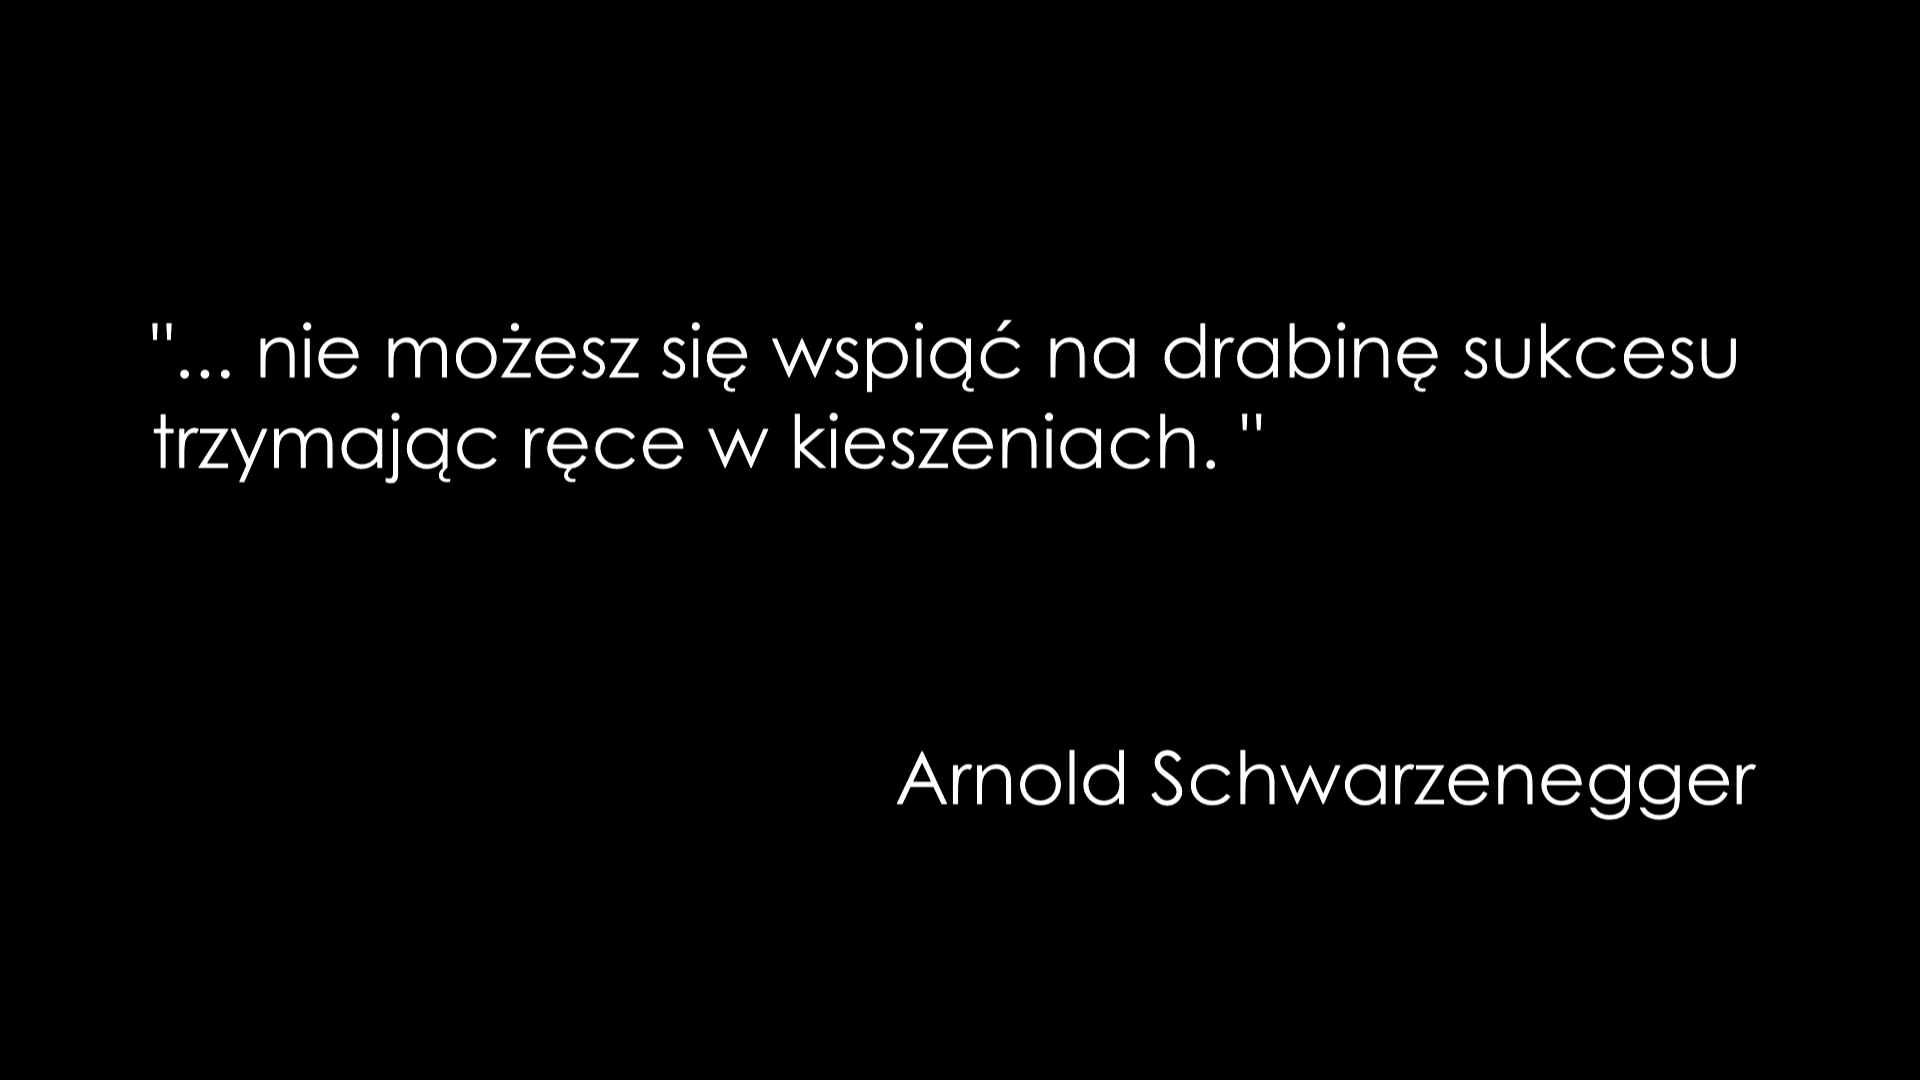 "... nie możesz się wspiąć na drabinę sukcesu
trzymając ręce w kieszeniach. "
Arnold Schwarzenegger